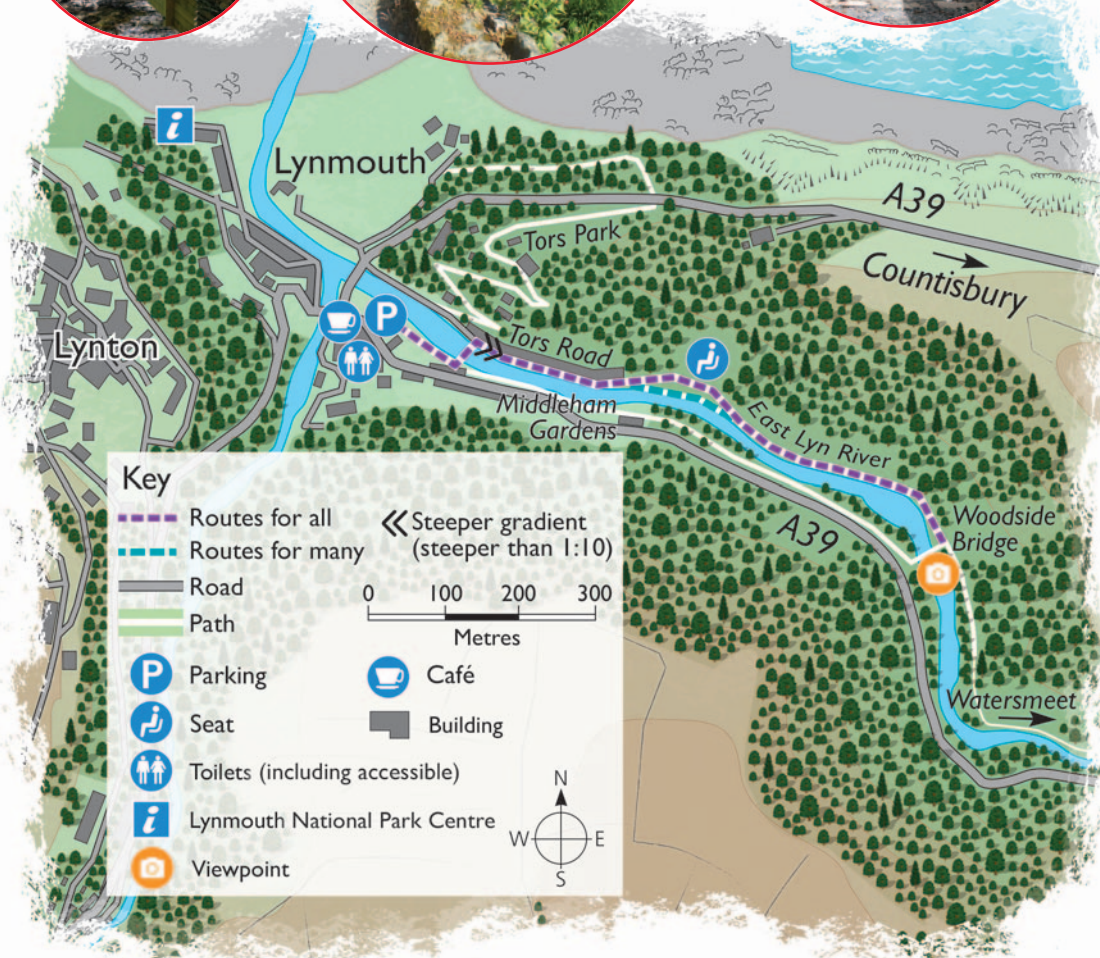 i
Lynmouth
A39
Tors Park
Countisbury
P
Lynton
Tors Road
Middleham
Gardens
East Lyn River
A39
Woodside
Bridge
Watersmeet
Key
Routes for all
Routes for many
Road
Path
Steeper gradient
(steeper than 1:10)
0 100 200 300
Metres
P Parking
Café
Seat
Building
Toilets (including accessible)
i Lynmouth National Park Centre
Viewpoint
N
W E
S